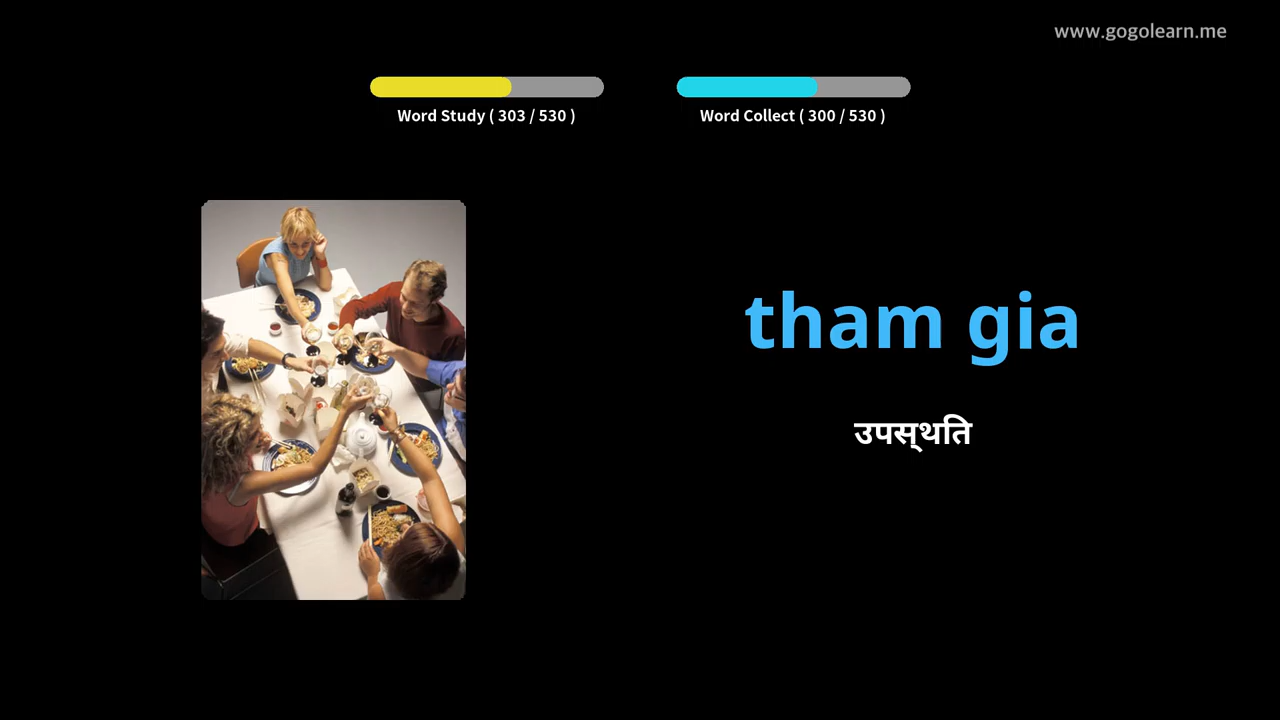 www.gogolearn.me
Word Study ( 303 / 530 )
Word Collect ( 300 / 530 )
tham gia
उपस्‌थति